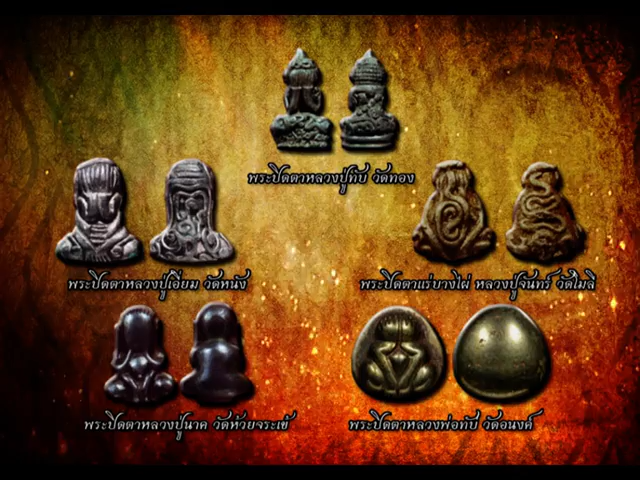 พระปิดตาหลวงปู่ทับ วัดทอง
พระปิดตาหลวงปู่เอี่ยม วัดหนัง
พระปิดตาแร่บางไผ่ หลวงปู่จันทร์ วัดโมลี
พระปิดตาหลวงปู่นาค วัดห้วยจระเข้
พระปิดตาหลวงพ่อทับ วัดอนงค์